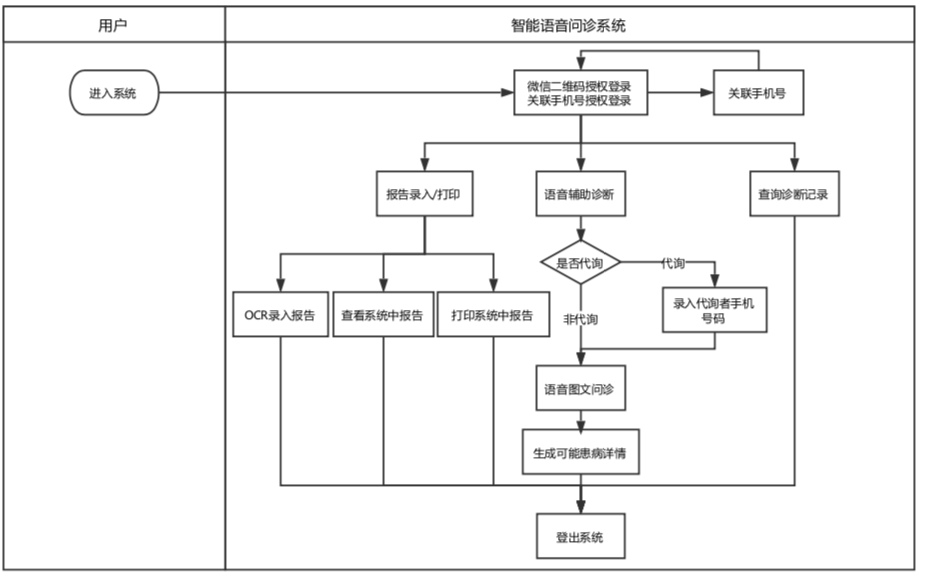 用户
智能语音问诊系统
进入系统
微信二维码授权登录
关联手机号授权登录
关联手机号
报告录入/打印
语音辅助诊断
查询诊断记录
是否代询
代询
OCR录入报告
查看系统中报告
打印系统中报告
非代询
录入代询者手机
号码
语音图文问诊
生成可能患病详情
登出系统